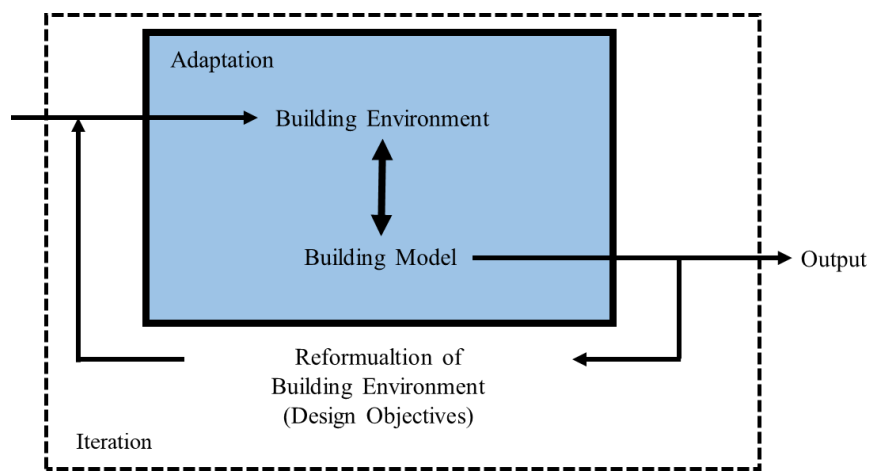 Adaptation
Building Environment
Building Model
Output
Reformualtion of
Building Environment
(Design Objectives)
Iteration